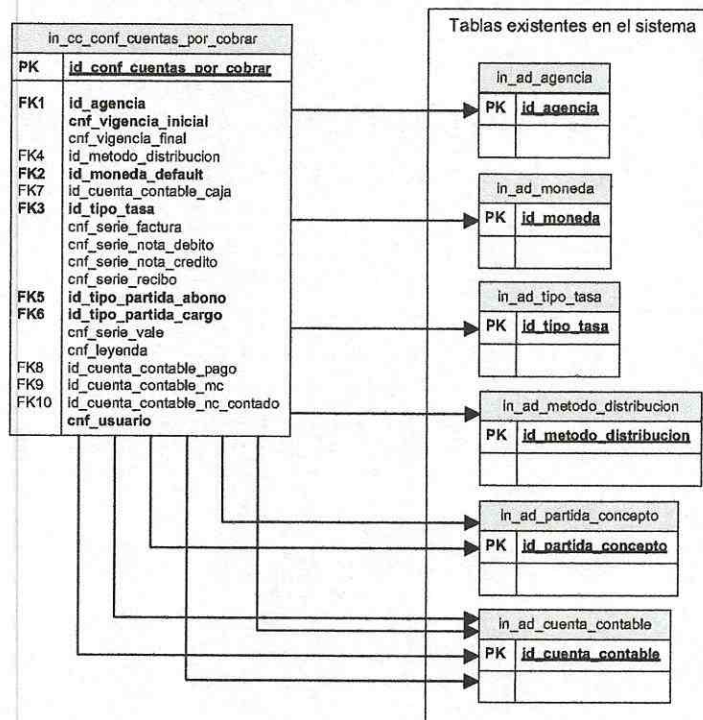 in_cc_conf_cuentas_por_cobrar
PK id_conf_cuentas_por_cobrar
FK1 id_agencia
cnf_vigencia_inicial
cnf_vigencia_final
FK4 id_metodo_distribucion
FK2 id_moneda_default
FK7 id_cuenta_contable_caja
FK3 id_tipo_tasa
cnf_serie_factura
cnf_serie_nota_debito
cnf_serie_nota_credito
cnf_serie_recibo
FK5 id_tipo_partida_abono
FK6 id_tipo_partida_cargo
cnf_serie_vale
cnf_leyenda
FK8 id_cuenta_contable_pago
FK9 id_cuenta_contable_mc
FK10 id_cuenta_contable_nc_contado
cnf_usuario
Tablas existentes en el sistema
in_ad_agencia
PK id_agencia
in_ad_moneda
PK id_moneda
in_ad_tipo_tasa
PK id_tipo_tasa
in_ad_metodo_distribucion
PK id_metodo_distribucion
in_ad_partida_concepto
PK id_partida_concepto
in_ad_cuenta_contable
PK id_cuenta_contable